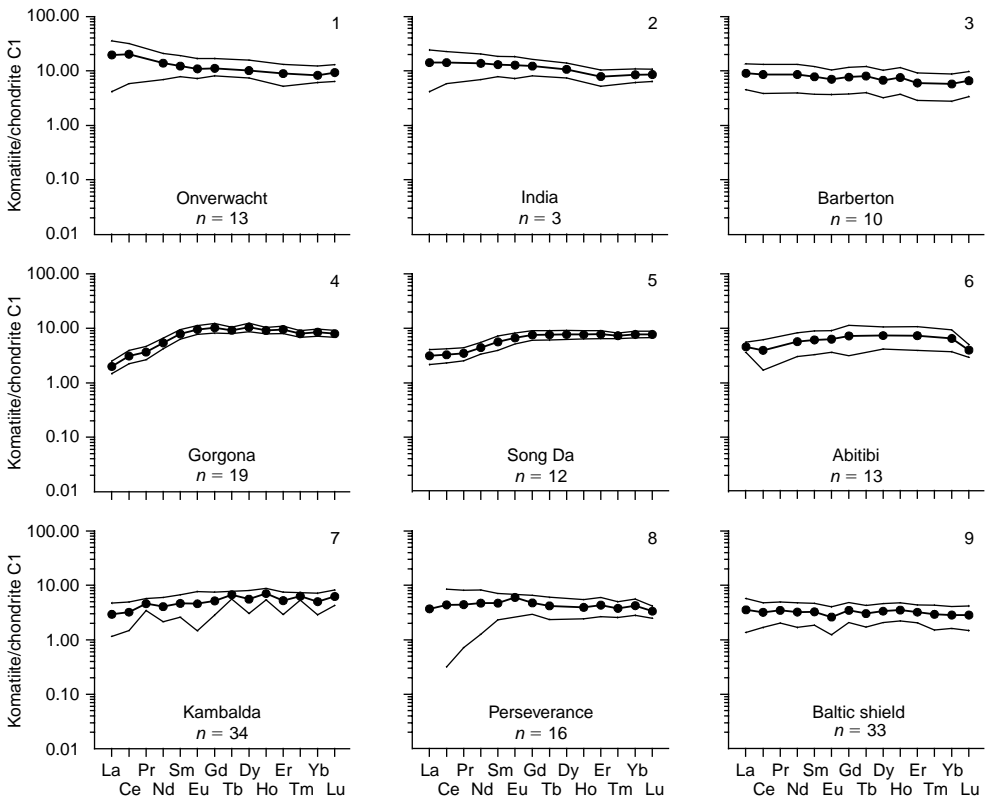 Komatiite/chondrite C1
100.00
10.00
1.00
0.10
0.01
1
Onverwacht
n = 13
2
India
n = 3
3
Barberton
n = 10
Komatiite/chondrite C1
100.00
10.00
1.00
0.10
0.01
4
Gorgona
n = 19
5
Song Da
n = 12
6
Abitibi
n = 13
Komatiite/chondrite C1
100.00
10.00
1.00
0.10
0.01
7
Kambalda
n = 34
8
Perseverance
n = 16
9
Baltic shield
n = 33
La Pr Sm Gd Dy Er Yb
Ce Nd Eu Tb Ho Tm Lu
La Pr Sm Gd Dy Er Yb
Ce Nd Eu Tb Ho Tm Lu
La Pr Sm Gd Dy Er Yb
Ce Nd Eu Tb Ho Tm Lu